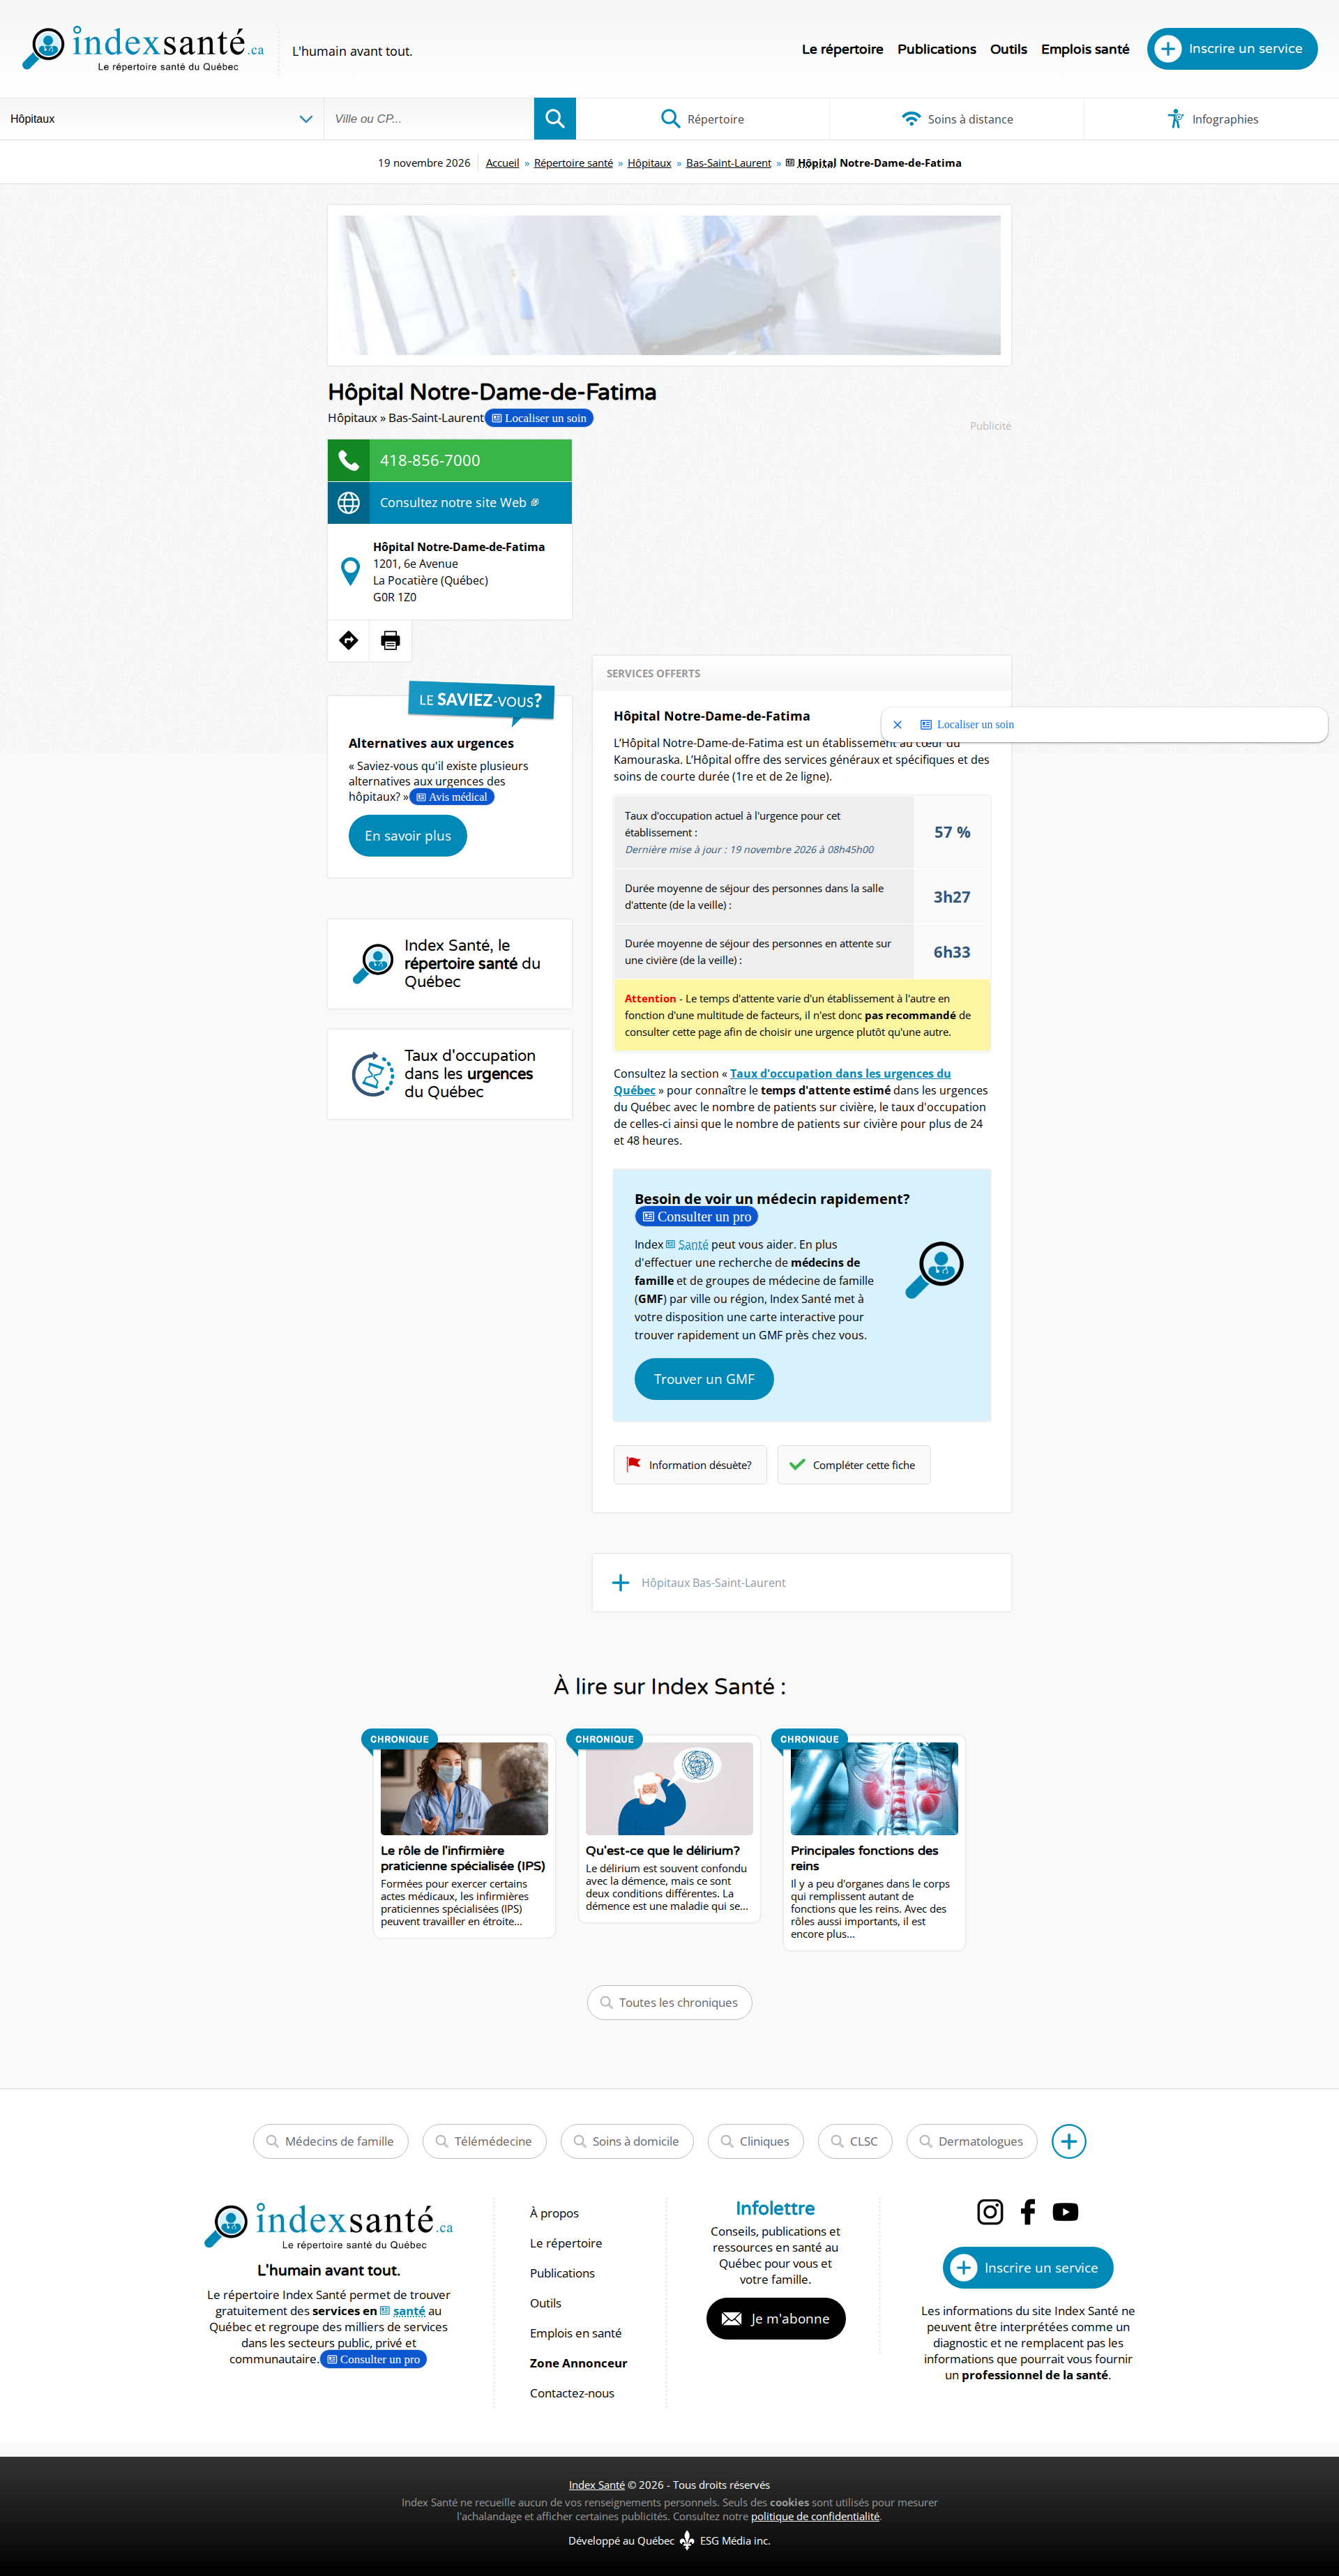 indexsanté.ca
Le répertoire santé du Québec
L'humain avant tout.
Le répertoire
Publications
Outils
Emplois santé
Inscrire un service
Hôpitaux
Ville ou CP...
Répertoire
Soins à distance
Infographies
19 novembre 2026
Accueil » Répertoire santé » Hôpitaux » Bas-Saint-Laurent » Hôpital Notre-Dame-de-Fatima
Hôpital Notre-Dame-de-Fatima
Hôpitaux » Bas-Saint-Laurent Localiser un soin
Publicité
418-856-7000
Consultez notre site Web
Hôpital Notre-Dame-de-Fatima
1201, 6e Avenue
La Pocatière (Québec)
G0R 1Z0
LE SAVIEZ-VOUS?
Alternatives aux urgences
« Saviez-vous qu'il existe plusieurs
alternatives aux urgences des
hôpitaux? » Avis médical
En savoir plus
Index Santé, le
répertoire santé du
Québec
Taux d'occupation
dans les urgences
du Québec
SERVICES OFFERTS
Hôpital Notre-Dame-de-Fatima
Localiser un soin
L'Hôpital Notre-Dame-de-Fatima est un établissement au cœur du
Kamouraska. L'Hôpital offre des services généraux et spécifiques et des
soins de courte durée (1re et de 2e ligne).
Taux d'occupation actuel à l'urgence pour cet
établissement :
Dernière mise à jour : 19 novembre 2026 à 08h45h00
57 %
Durée moyenne de séjour des personnes dans la salle
d'attente (de la veille) :
3h27
Durée moyenne de séjour des personnes en attente sur
une civière (de la veille) :
6h33
Attention - Le temps d'attente varie d'un établissement à l'autre en
fonction d'une multitude de facteurs, il n'est donc pas recommandé de
consulter cette page afin de choisir une urgence plutôt qu'une autre.
Consultez la section « Taux d'occupation dans les urgences du
Québec » pour connaître le temps d'attente estimé dans les urgences
du Québec avec le nombre de patients sur civière, le taux d'occupation
de celles-ci ainsi que le nombre de patients sur civière pour plus de 24
et 48 heures.
Besoin de voir un médecin rapidement?
Consulter un pro
Index Santé peut vous aider. En plus
d'effectuer une recherche de médecins de
famille et de groupes de médecine de famille
(GMF) par ville ou région, Index Santé met à
votre disposition une carte interactive pour
trouver rapidement un GMF près chez vous.
Trouver un GMF
Information désuète?
Compléter cette fiche
Hôpitaux Bas-Saint-Laurent
À lire sur Index Santé :
CHRONIQUE
Le rôle de l'infirmière
praticienne spécialisée (IPS)
Formées pour exercer certains
actes médicaux, les infirmières
praticiennes spécialisées (IPS)
peuvent travailler en étroite...
CHRONIQUE
Qu'est-ce que le délirium?
Le délirium est souvent confondu
avec la démence, mais ce sont
deux conditions différentes. La
démence est une maladie qui se...
CHRONIQUE
Principales fonctions des
reins
Il y a peu d'organes dans le corps
qui remplissent autant de
fonctions que les reins. Avec des
rôles aussi importants, il est
encore plus...
Toutes les chroniques
Médecins de famille
Télémédecine
Soins à domicile
Cliniques
CLSC
Dermatologues
indexsanté.ca
Le répertoire santé du Québec
L'humain avant tout.
Le répertoire Index Santé permet de trouver
gratuitement des services en santé au
Québec et regroupe des milliers de services
dans les secteurs public, privé et
communautaire. Consulter un pro
À propos
Le répertoire
Publications
Outils
Emplois en santé
Zone Annonceur
Contactez-nous
Infolettre
Conseils, publications et
ressources en santé au
Québec pour vous et
votre famille.
Je m'abonne
Inscrire un service
Les informations du site Index Santé ne
peuvent être interprétées comme un
diagnostic et ne remplacent pas les
informations que pourrait vous fournir
un professionnel de la santé.
Index Santé © 2026 - Tous droits réservés
Index Santé ne recueille aucun de vos renseignements personnels. Seuls des cookies sont utilisés pour mesurer
l'achalandage et afficher certaines publicités. Consultez notre politique de confidentialité.
Développé au Québec ESG Média inc.